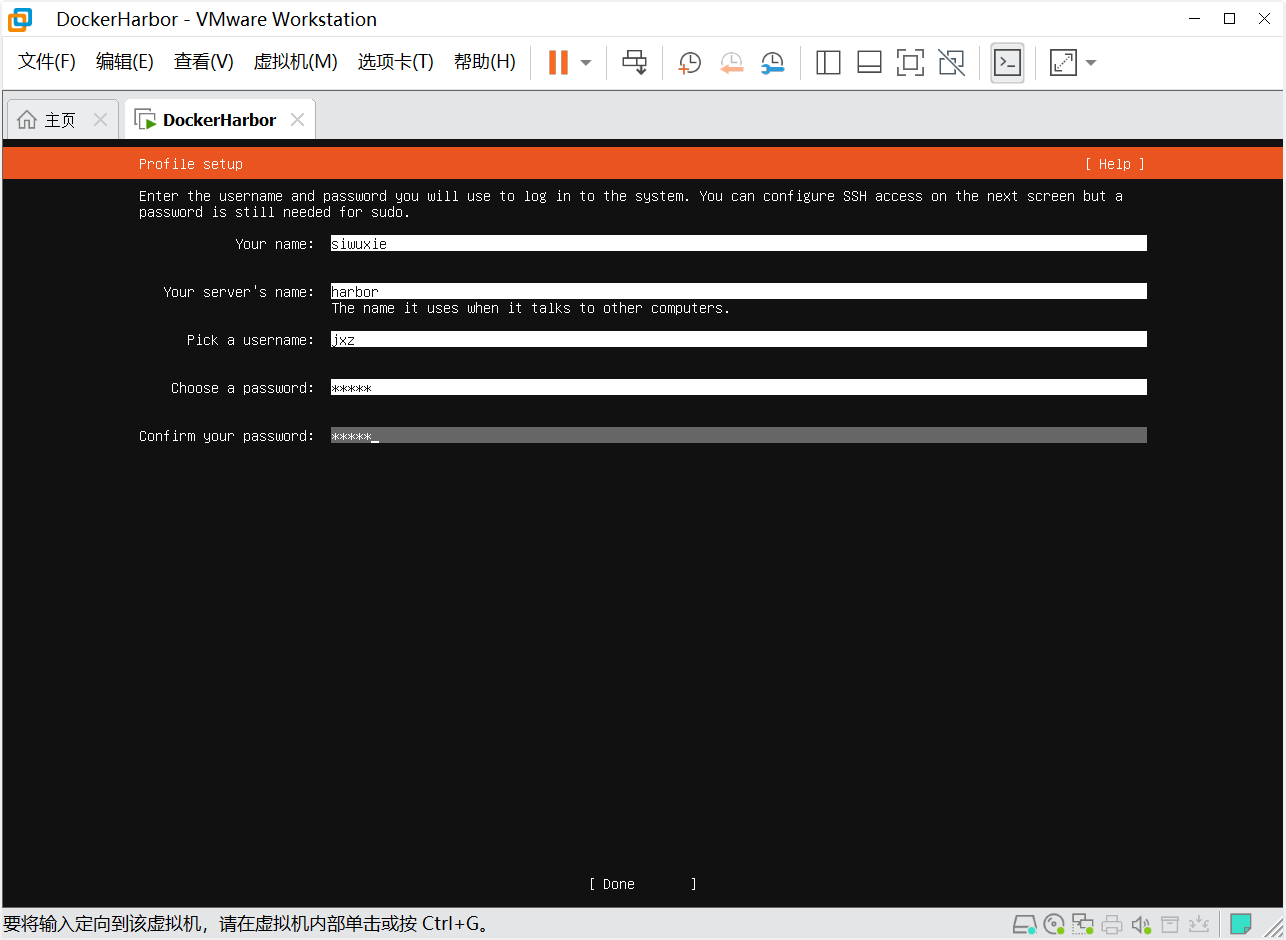 DockerHarbor - VMware Workstation
文件(F) 编辑(E) 查看(V) 虚拟机(M) 选项卡(T) 帮助(H)
主页 DockerHarbor
Profile setup [ Help ]
Enter the username and password you will use to log in to the system. You can configure SSH access on the next screen but a
password is still needed for sudo.
Your name: siwuxie
Your server's name: harbor
The name it uses when it talks to other computers.
Pick a username: jxz
Choose a password: *****
Confirm your password: *****_
[ Done ]
要将输入定向到该虚拟机，请在虚拟机内部单击或按 Ctrl+G。